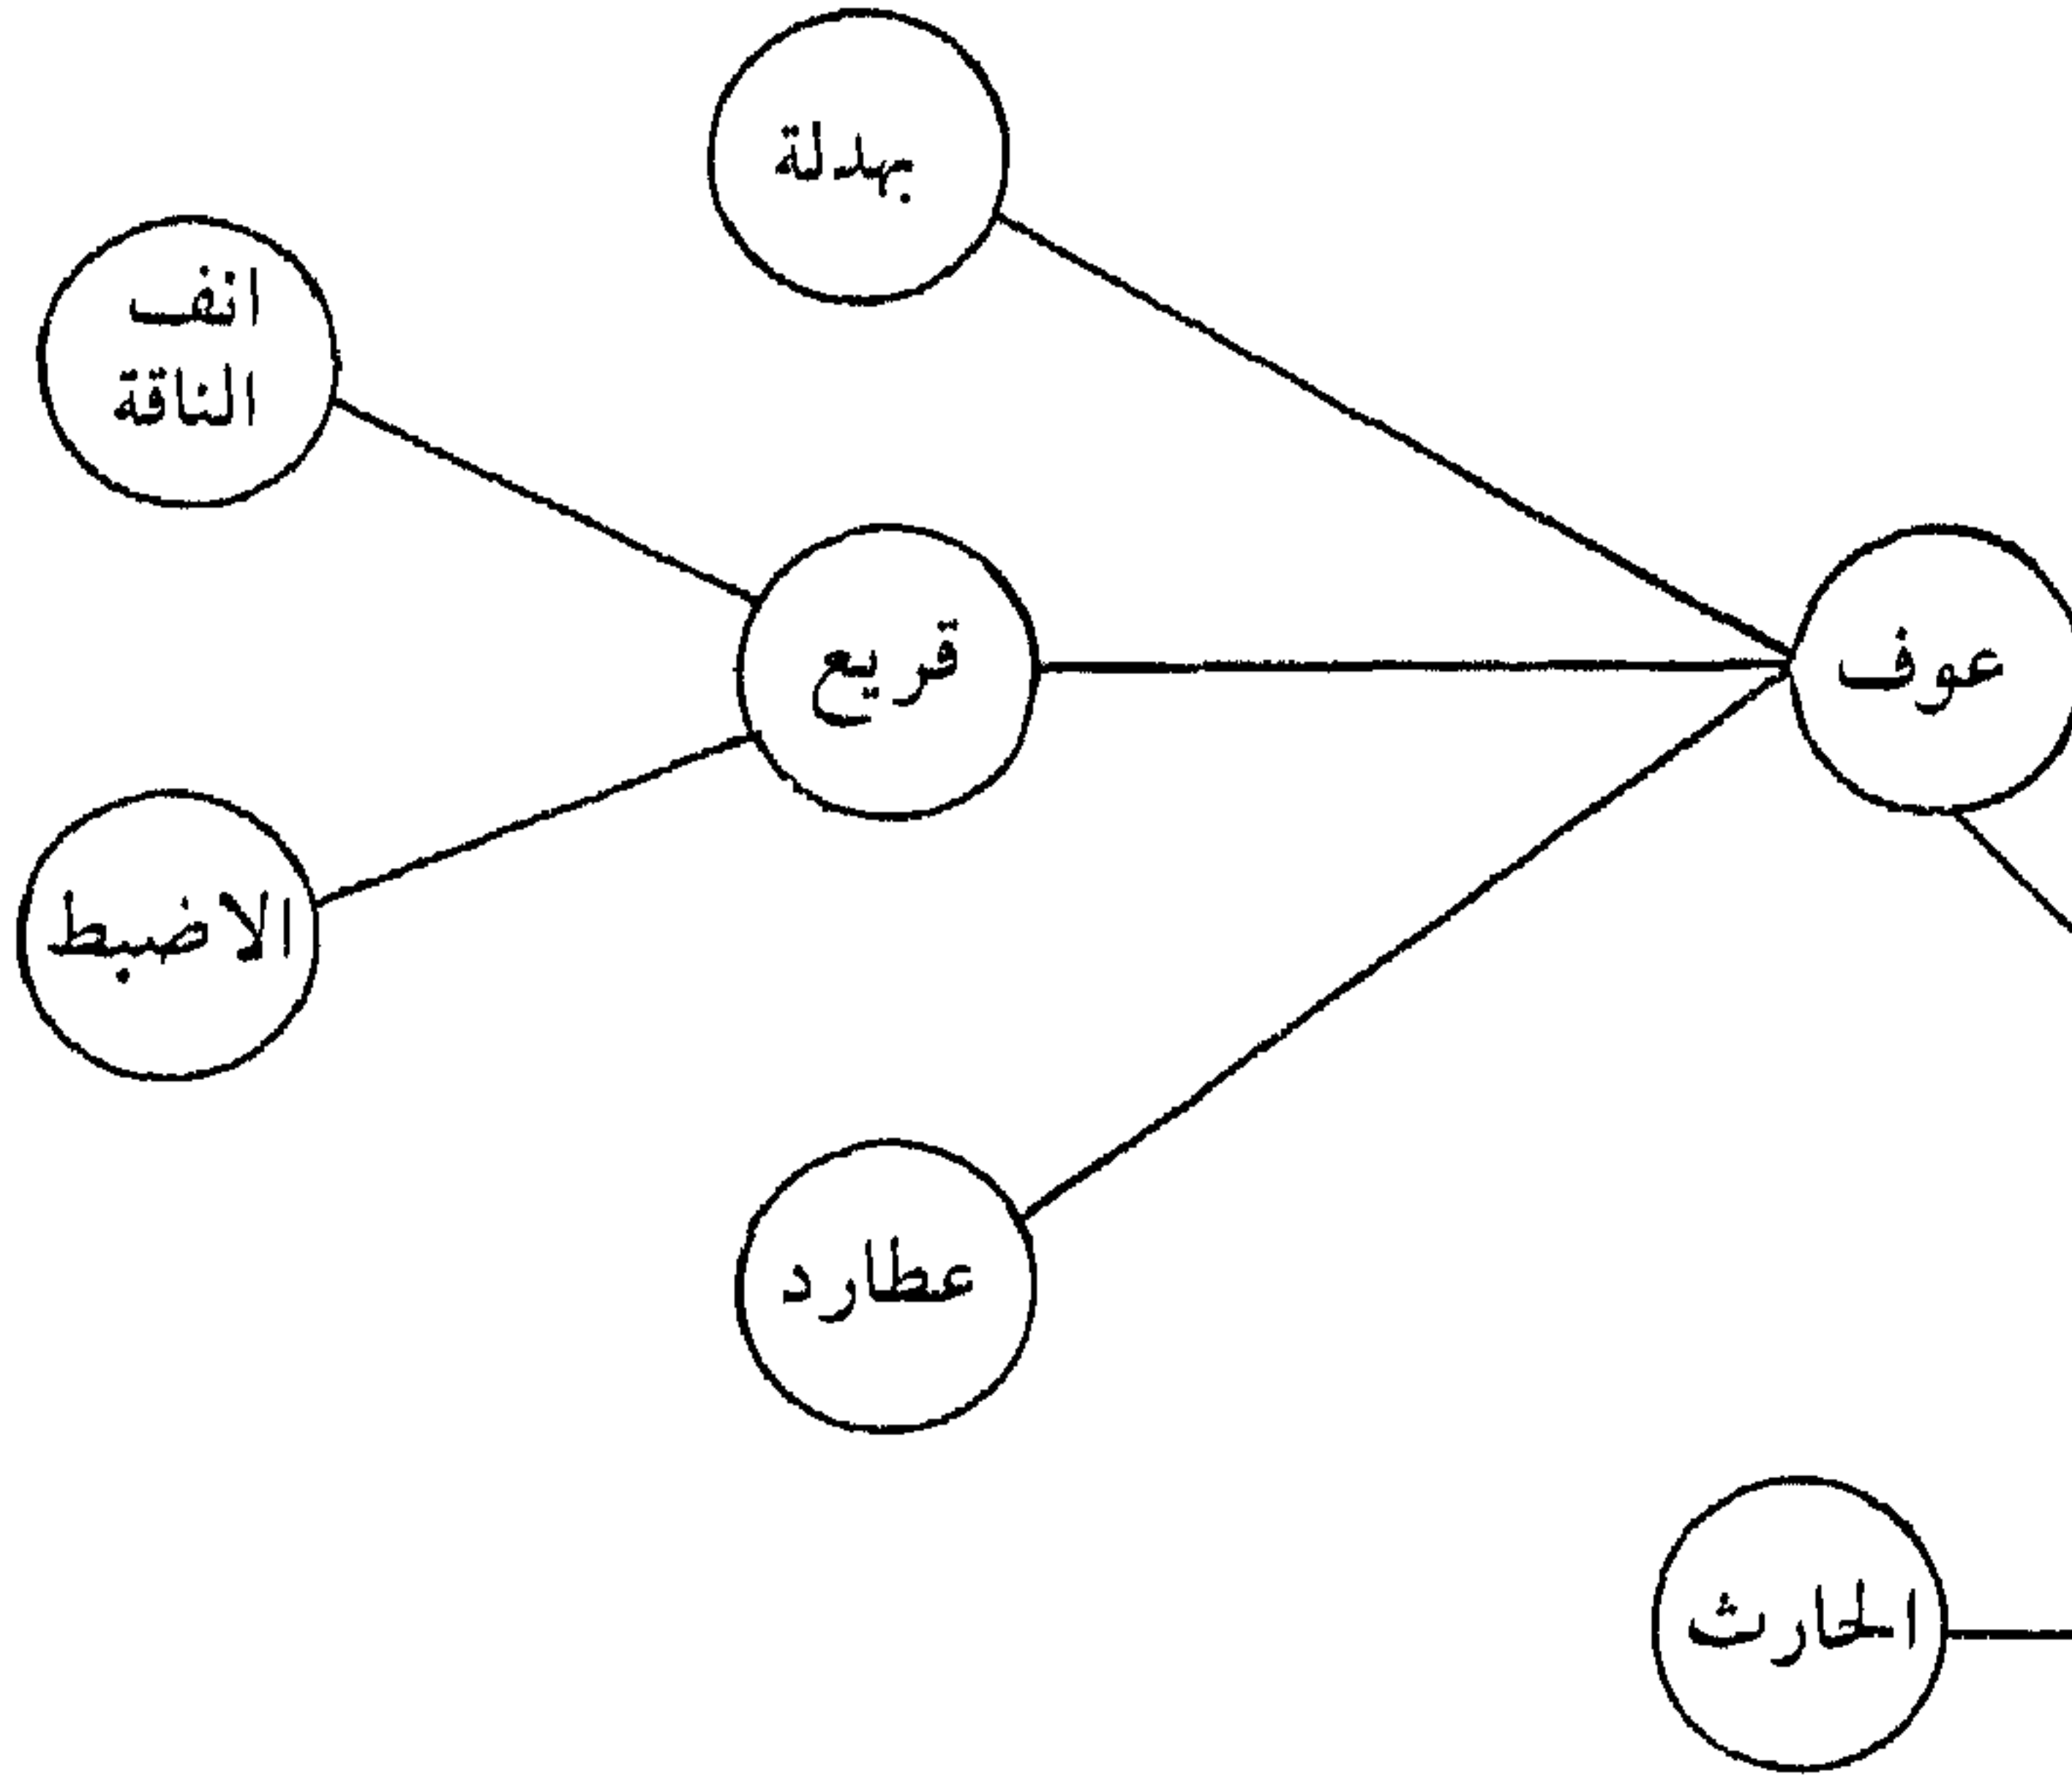 بهدلة
انف
الناقة
قريع
عوف
الاضبط
عطارد
الحارث